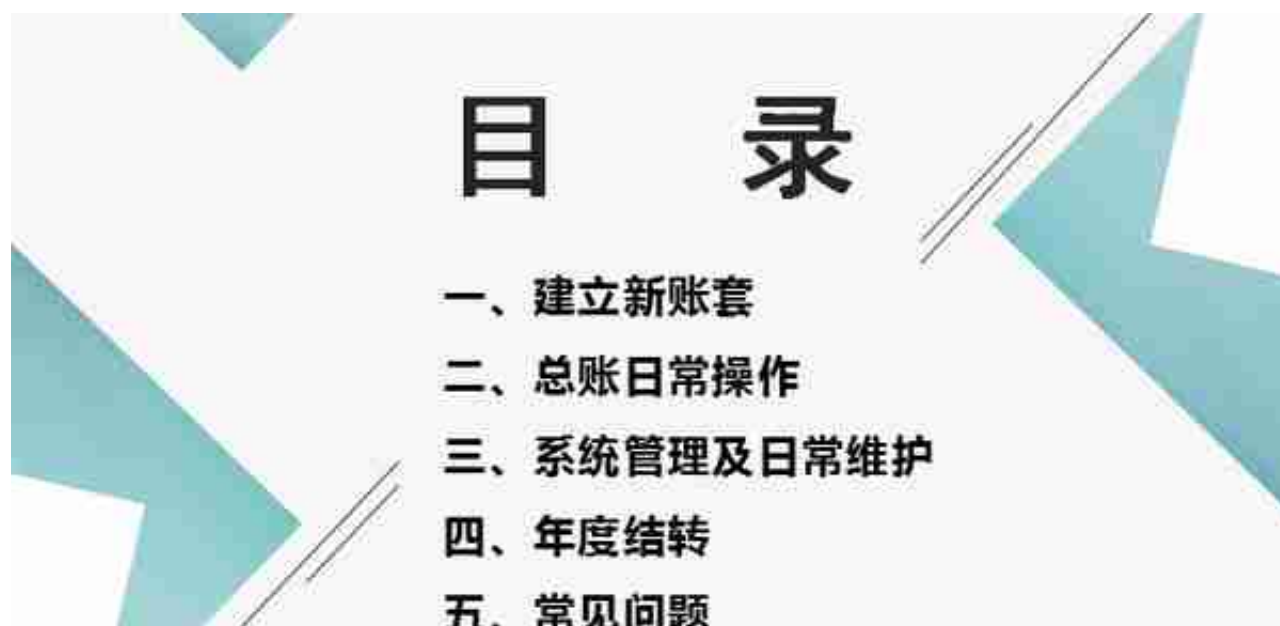 目 录
一、建立新账套
二、总账日常操作
三、系统管理及日常维护
四、年度结转
五、常见问题